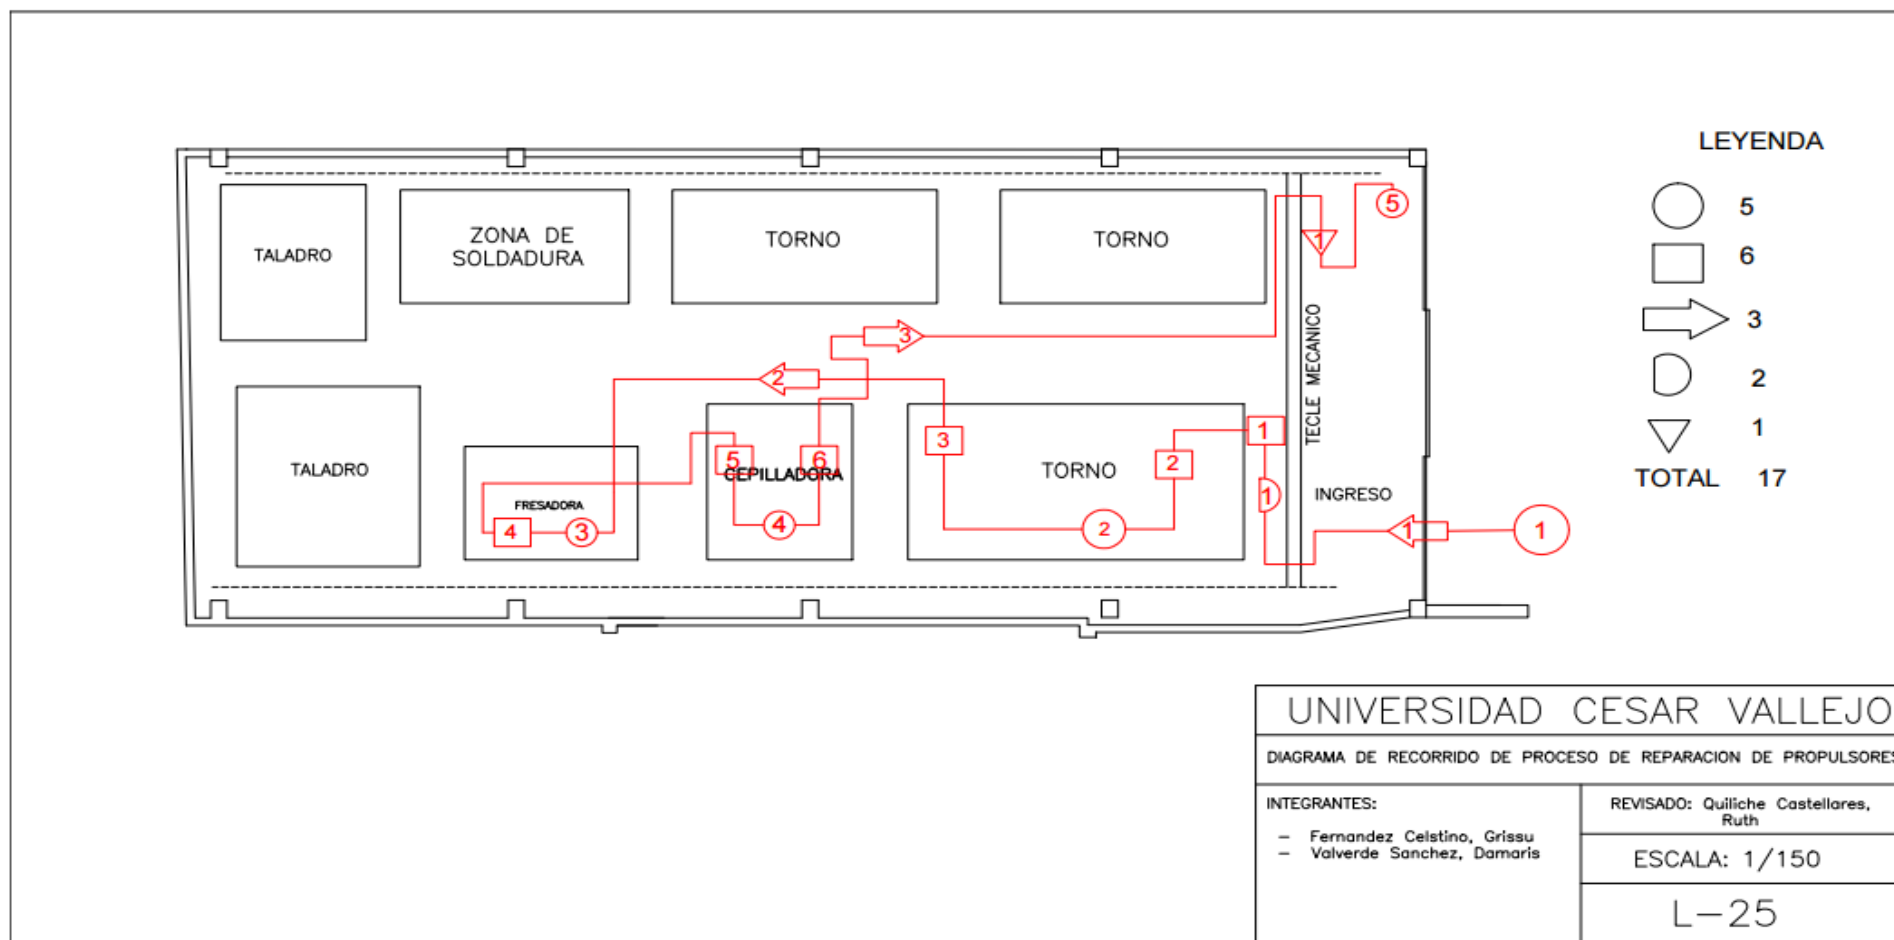 LEYENDA
5
6
3
2
1
TOTAL 17
TALADRO
ZONA DE
SOLDADURA
TORNO
TORNO
5
1
3
2
TECLE MECANICO
TALADRO
FRESADORA
4
3
5
6
CEPILLADORA
4
3
TORNO
2
2
1
1
INGRESO
1
1
UNIVERSIDAD CESAR VALLEJO
DIAGRAMA DE RECORRIDO DE PROCESO DE REPARACION DE PROPULSORES
INTEGRANTES:
- Fernandez Celstino, Grissu
- Valverde Sanchez, Damaris
REVISADO: Quiliche Castellares,
Ruth
ESCALA: 1/150
L-25